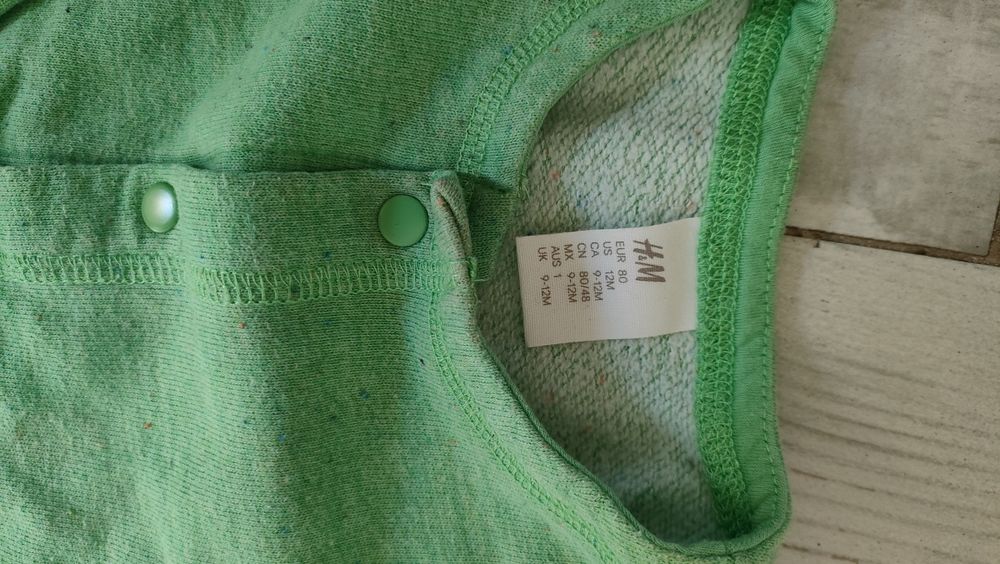 H&M
EUR 80
US 12M
CA 9-12M
CN 80/48
MX 9-12M
AUS 1
UK 9-12M